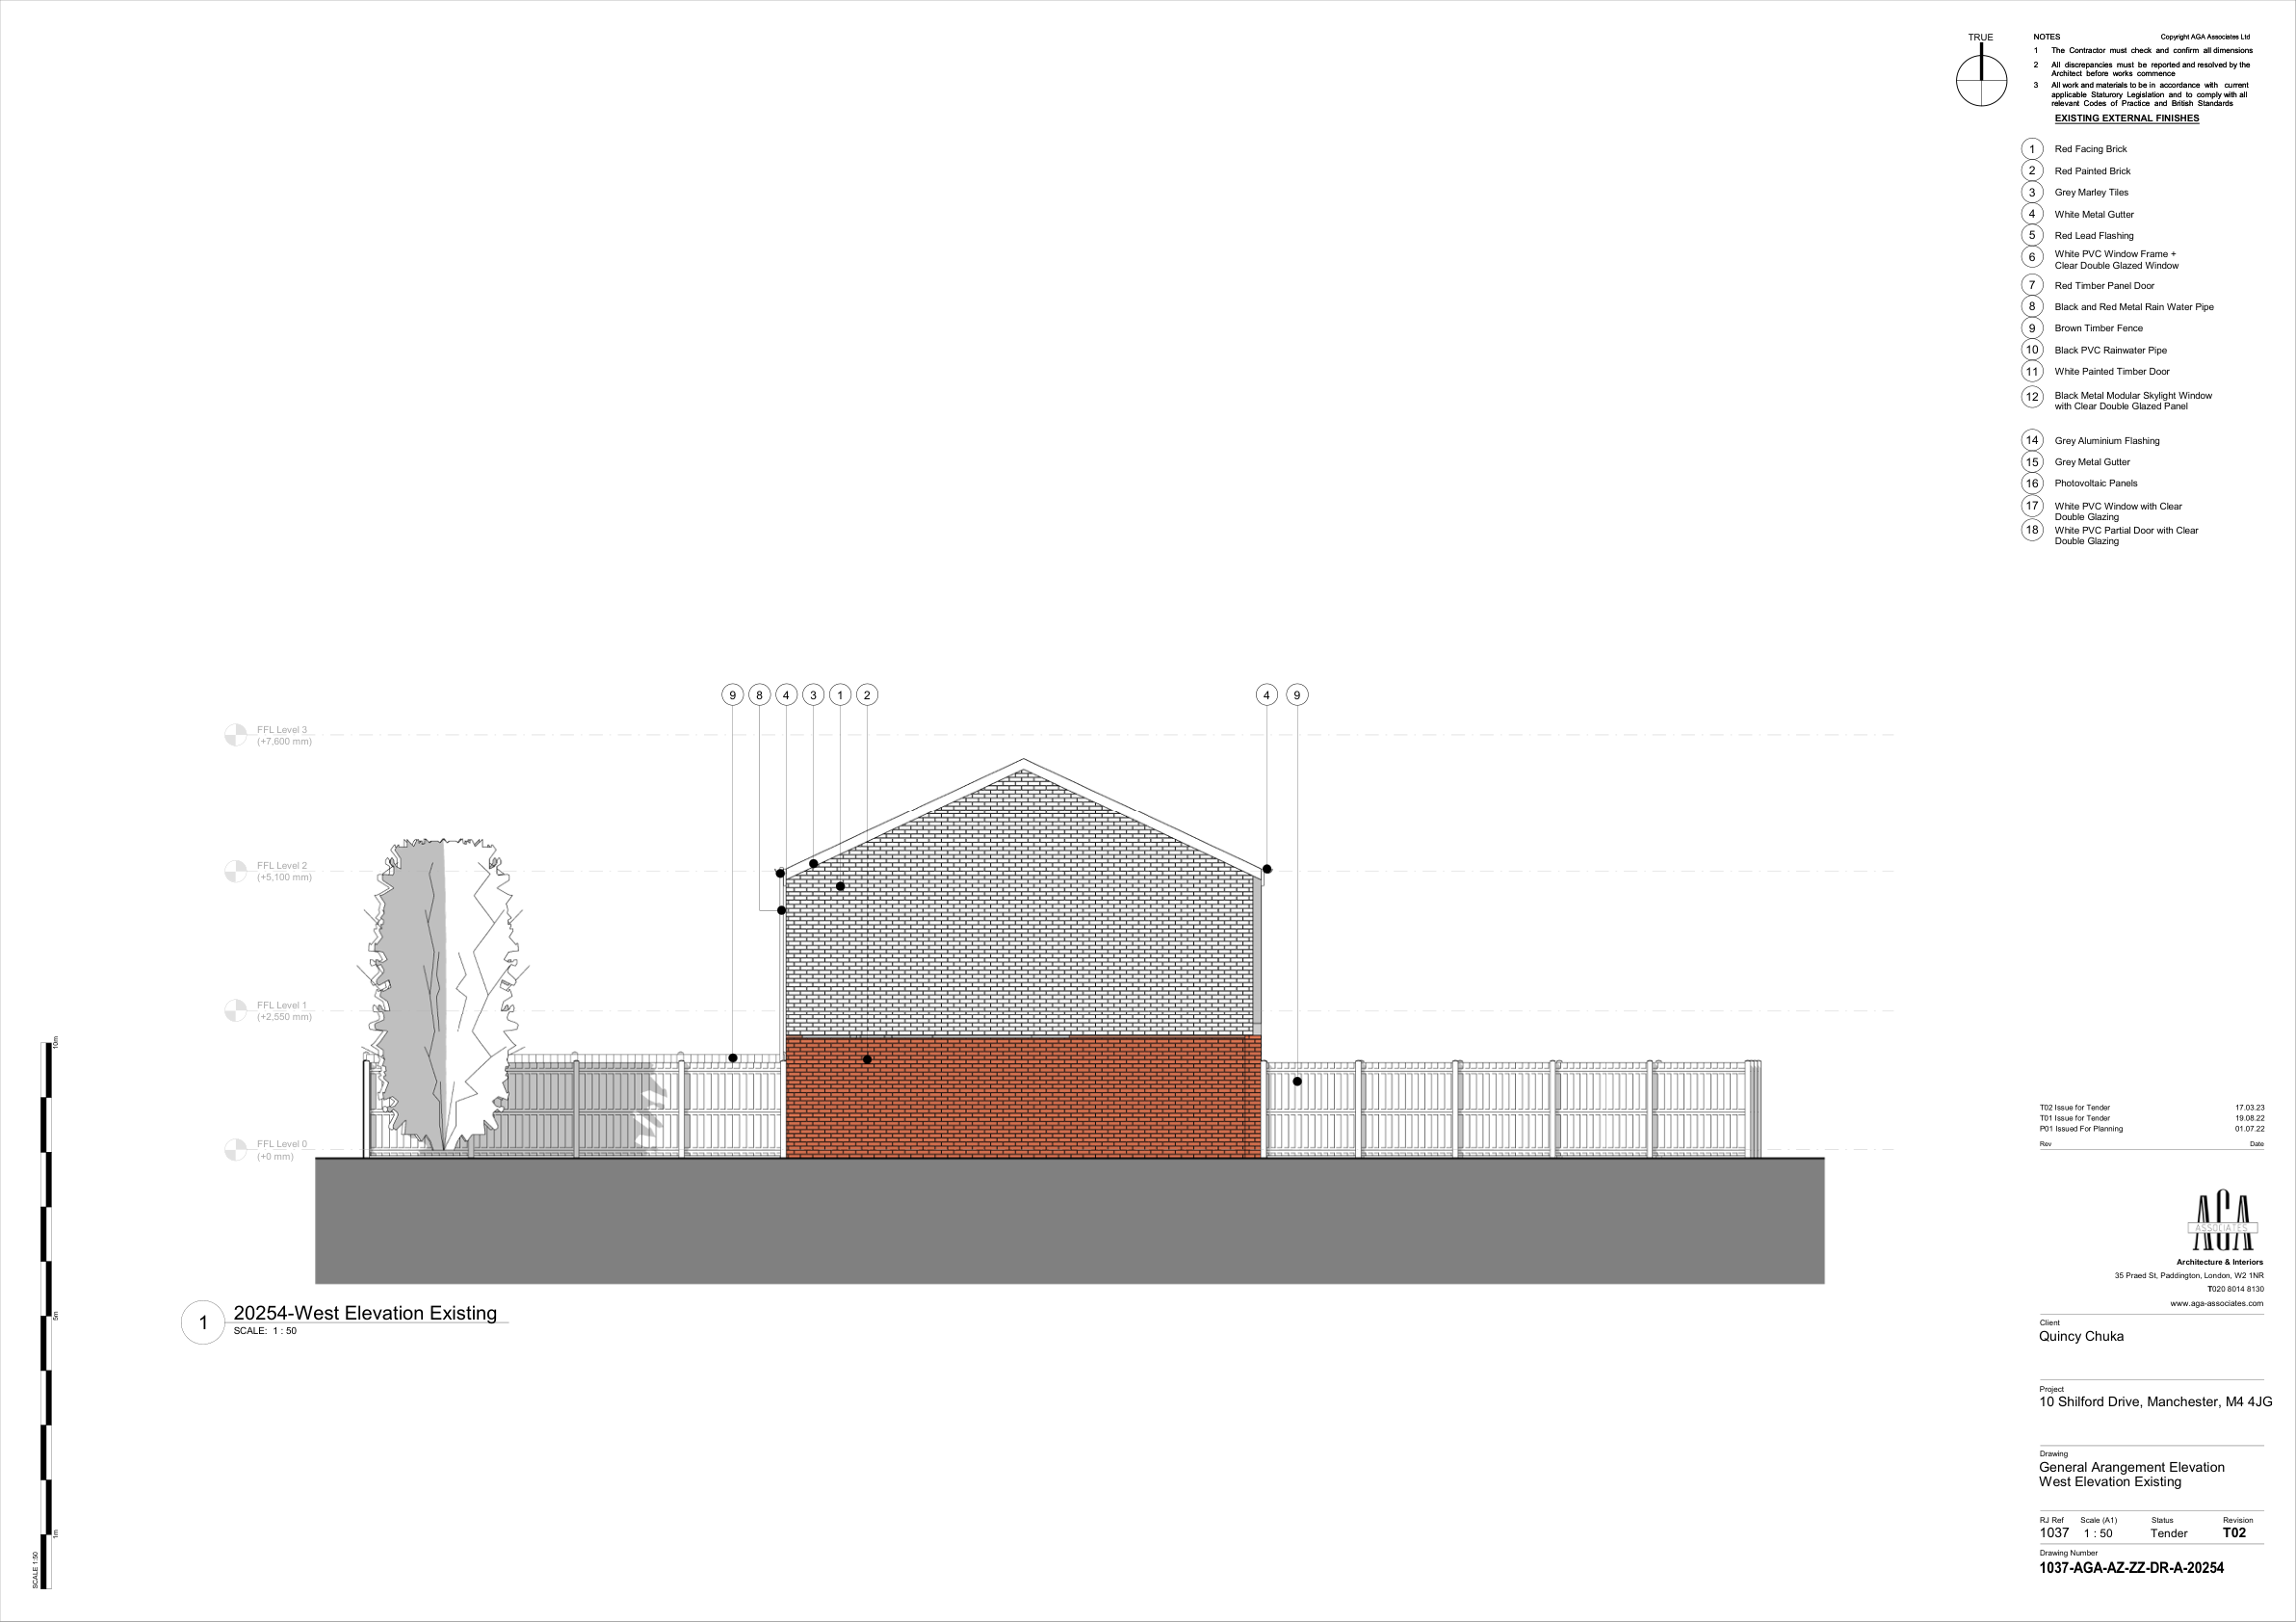 TRUE
NOTES
Copyright AGA Associates Ltd
1 The Contractor must check and confirm all dimensions
2 All discrepancies must be reported and resolved by the
Architect before works commence
3 All work and materials to be in accordance with current
applicable Staturory Legislation and to comply with all
relevant Codes of Practice and British Standards
EXISTING EXTERNAL FINISHES
1 Red Facing Brick
2 Red Painted Brick
3 Grey Marley Tiles
4 White Metal Gutter
5 Red Lead Flashing
6 White PVC Window Frame +
Clear Double Glazed Window
7 Red Timber Panel Door
8 Black and Red Metal Rain Water Pipe
9 Brown Timber Fence
10 Black PVC Rainwater Pipe
11 White Painted Timber Door
12 Black Metal Modular Skylight Window
with Clear Double Glazed Panel
14 Grey Aluminium Flashing
15 Grey Metal Gutter
16 Photovoltaic Panels
17 White PVC Window with Clear
Double Glazing
18 White PVC Partial Door with Clear
Double Glazing
9 8 4 3 1 2 4 9
FFL Level 3
(+7,600 mm)
FFL Level 2
(+5,100 mm)
FFL Level 1
(+2,550 mm)
FFL Level 0
(+0 mm)
10m
5m
1m
SCALE 1:50
1 20254-West Elevation Existing
SCALE: 1 : 50
T02 Issue for Tender 17.03.23
T01 Issue for Tender 19.08.22
P01 Issued For Planning 01.07.22
Rev Date
AGA
ASSOCIATES
Architecture & Interiors
35 Praed St, Paddington, London, W2 1NR
T020 8014 8130
www.aga-associates.com
Client
Quincy Chuka
Project
10 Shilford Drive, Manchester, M4 4JG
Drawing
General Arangement Elevation
West Elevation Existing
RJ Ref Scale (A1) Status Revision
1037 1 : 50 Tender T02
Drawing Number
1037-AGA-AZ-ZZ-DR-A-20254